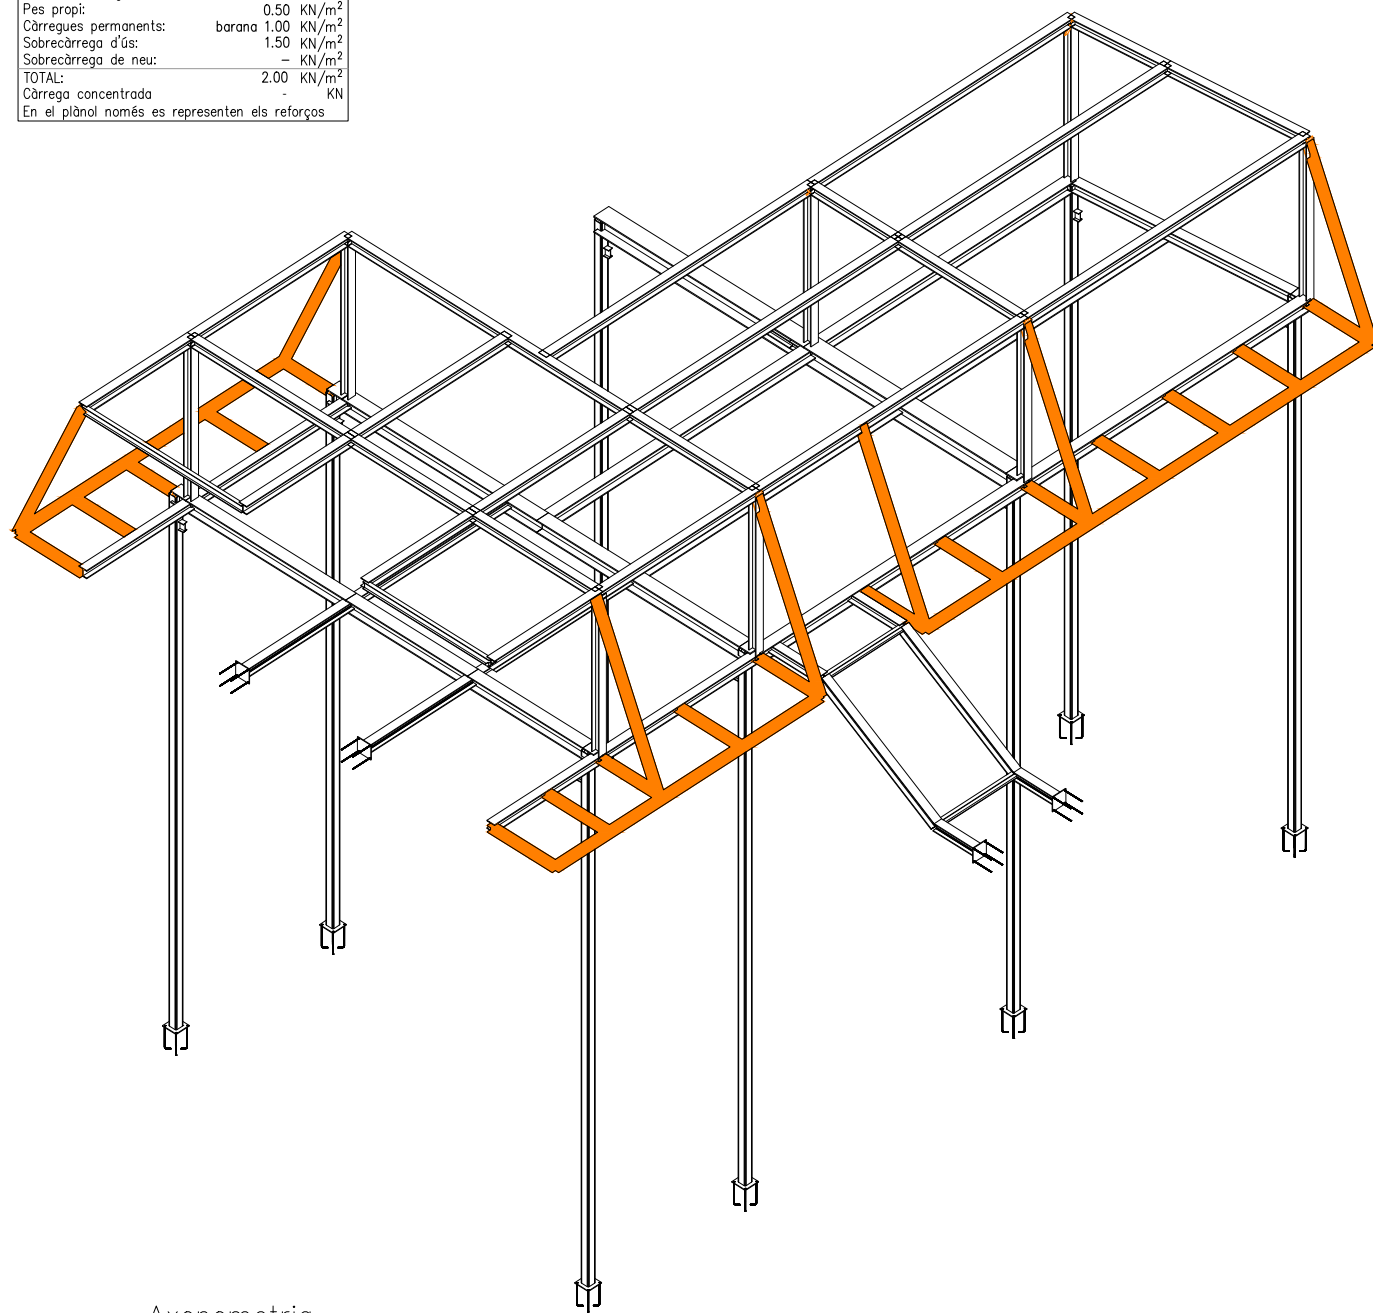 Pes propi: 0.50 KN/m²
Càrregues permanents: barana 1.00 KN/m²
Sobrecàrrega d'ús: 1.50 KN/m²
Sobrecàrrega de neu: – KN/m²
TOTAL: 2.00 KN/m²
Càrrega concentrada - KN
En el plànol només es representen els reforços
Axonometria